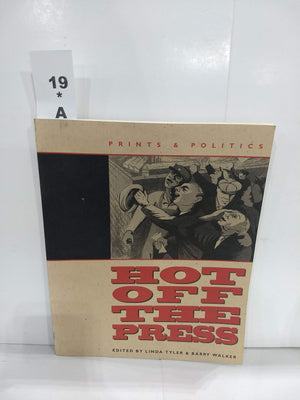 19
*
A
PRINTS & POLITICS
HOT
OFF
THE
PRESS
EDITED BY LINDA TYLER & BARRY WALKER